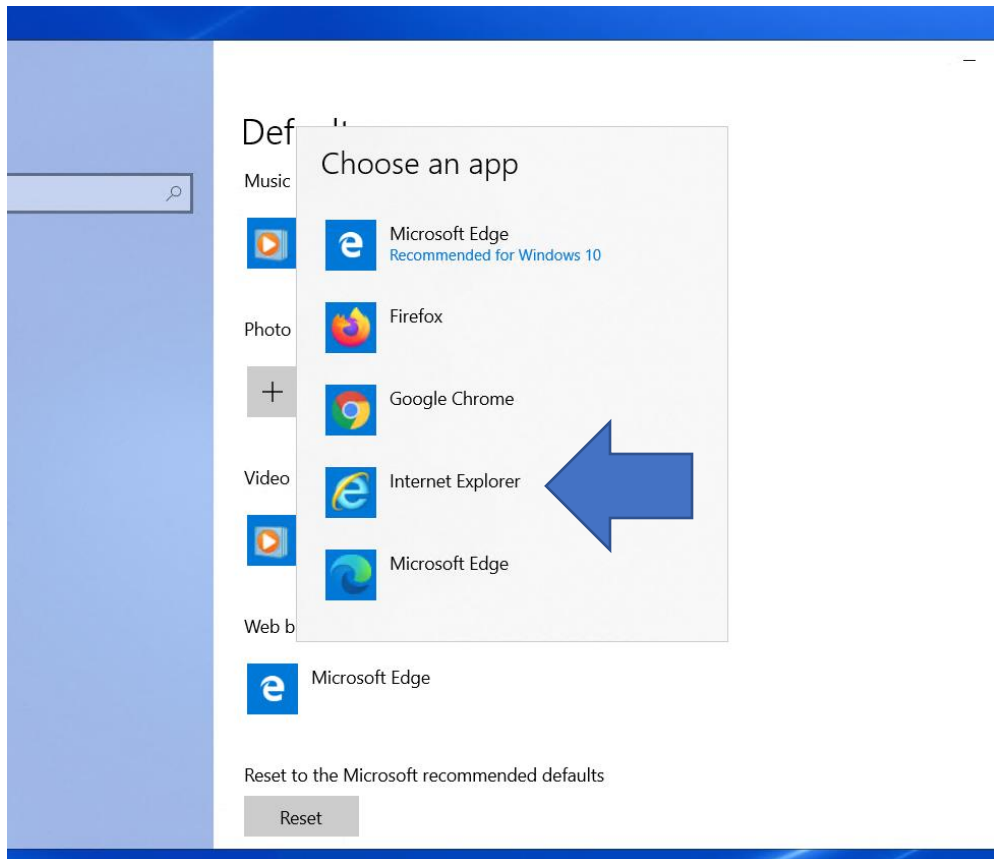 Def
Choose an app
Music
Microsoft Edge
Recommended for Windows 10
Firefox
Photo
Google Chrome
Video
Internet Explorer
Microsoft Edge
Web b
Microsoft Edge
Reset to the Microsoft recommended defaults
Reset